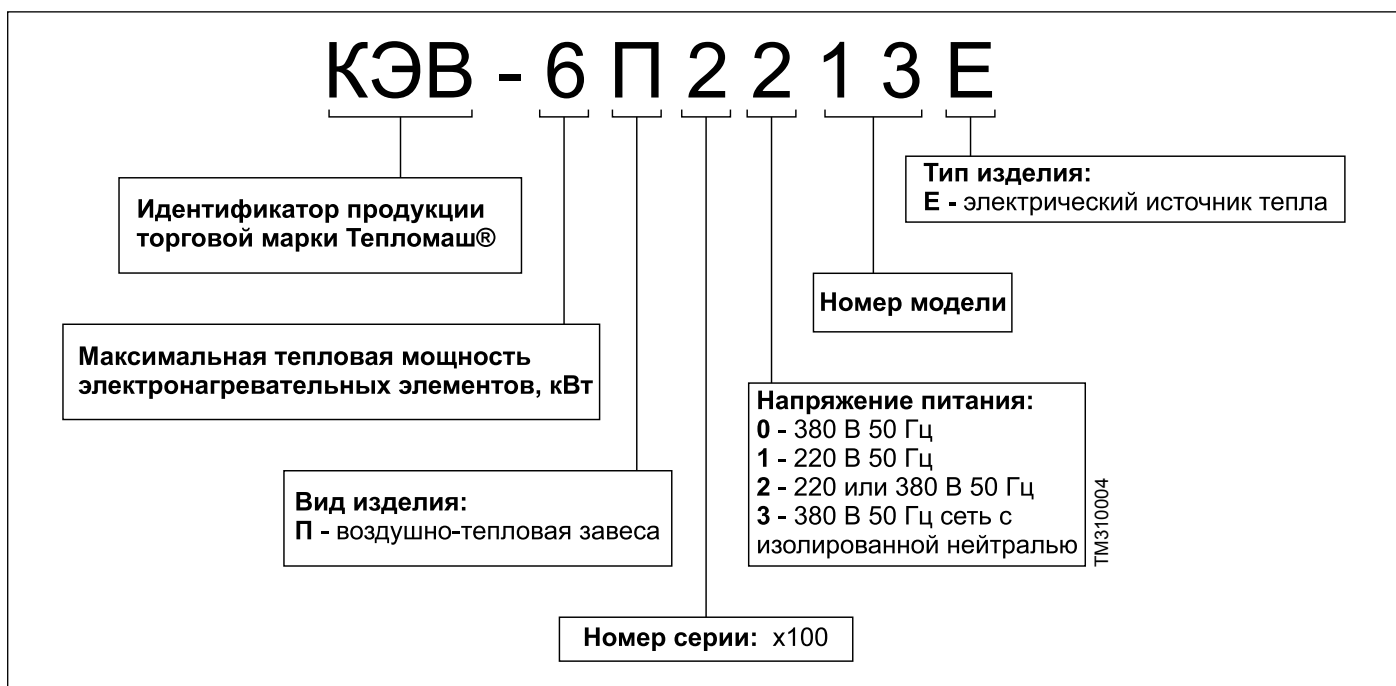 КЭВ - 6 П 2 2 1 3 Е
Тип изделия:
Е - электрический источник тепла
Идентификатор продукции
торговой марки Тепломаш®
Номер модели
Максимальная тепловая мощность
электронагревательных элементов, кВт
Напряжение питания:
0 - 380 В 50 Гц
1 - 220 В 50 Гц
2 - 220 или 380 В 50 Гц
3 - 380 В 50 Гц сеть с
изолированной нейтралью
ТМ310004
Вид изделия:
П - воздушно-тепловая завеса
Номер серии: х100